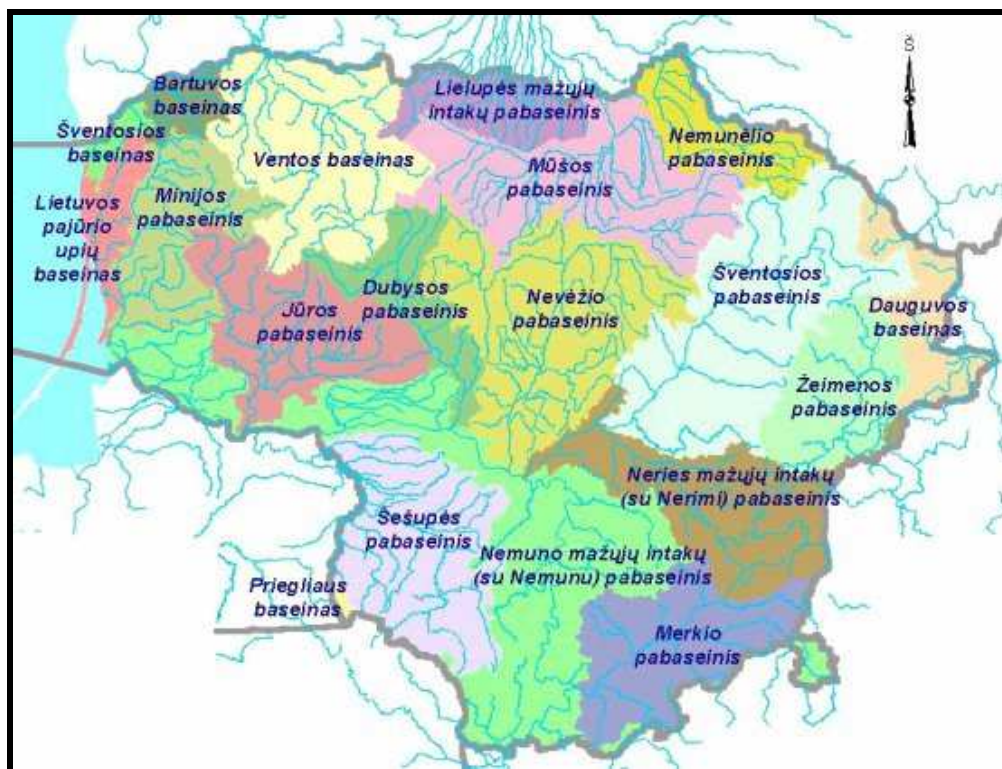 Š
Bartuvos
baseinas
Lielupės mažųjų
intakų pabaseinis
Nemunėlio
pabaseinis
Šventosios
baseinas
Ventos baseinas
Mūšos
pabaseinis
Lietuvos
pajūrio
upių
baseinas
Minijos
pabaseinis
Šventosios
pabaseinis
Dubysos
pabaseinis
Nevėžio
pabaseinis
Jūros
pabaseinis
Dauguvos
baseinas
Žeimenos
pabaseinis
Neries mažųjų intakų
(su Nerimi) pabaseinis
Šešupės
pabaseinis
Nemuno mažųjų intakų
(su Nemunu) pabaseinis
Priegliaus
baseinas
Merkio
pabaseinis